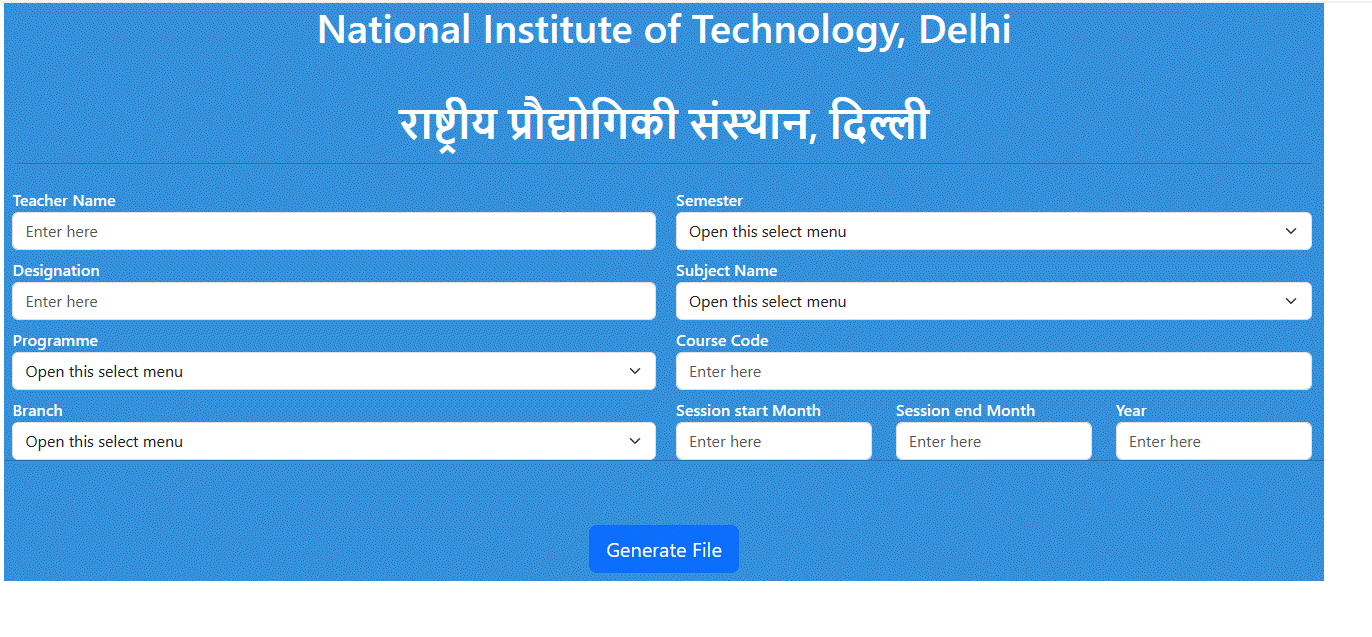 National Institute of Technology, Delhi
राष्ट्रीय प्रौद्योगिकी संस्थान, दिल्ली
Teacher Name
Enter here
Semester
Open this select menu
Designation
Enter here
Subject Name
Open this select menu
Programme
Open this select menu
Course Code
Enter here
Branch
Open this select menu
Session start Month
Enter here
Session end Month
Enter here
Year
Enter here
Generate File